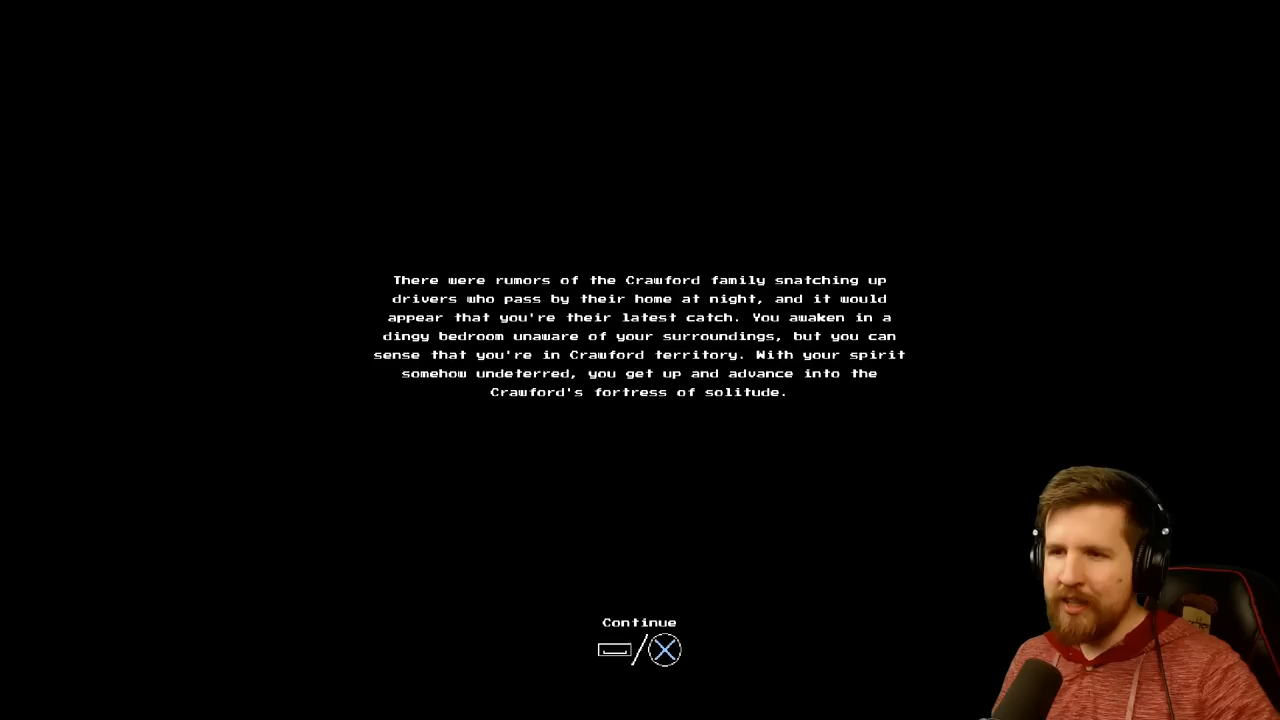 There were rumors of the Crawford family snatching up
drivers who pass by their home at night, and it would
appear that you're their latest catch. You awaken in a
dingy bedroom unaware of your surroundings, but you can
sense that you're in Crawford territory. With your spirit
somehow undeterred, you get up and advance into the
Crawford's fortress of solitude.
Continue